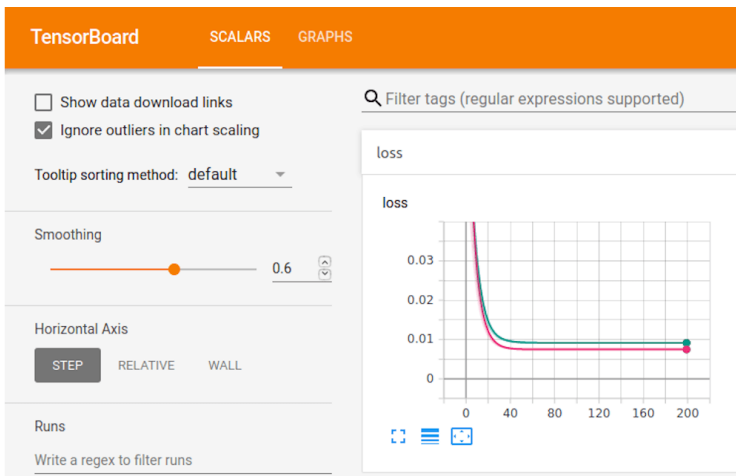 TensorBoard SCALARS GRAPHS
Show data download links
Ignore outliers in chart scaling
Tooltip sorting method: default
Smoothing
0.6
Horizontal Axis
STEP RELATIVE WALL
Runs
Write a regex to filter runs
Filter tags (regular expressions supported)
loss
loss
0.03
0.02
0.01
0
0 40 80 120 160 200